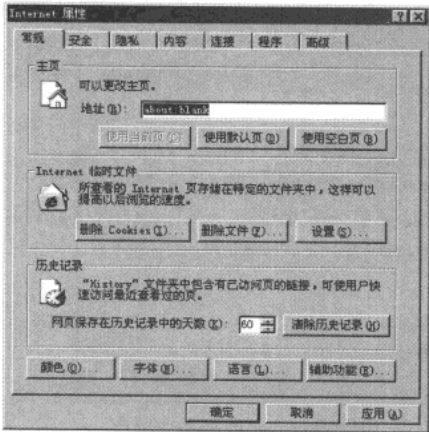 Internet 属性
常规 安全 隐私 内容 连接 程序 高级
主页
可以更改主页。
地址(R): about:blank
使用当前页(C) 使用默认页(D) 使用空白页(B)
Internet 临时文件
所查看的 Internet 页存储在特定的文件夹中，这样可以
提高以后浏览的速度。
删除 Cookies(I)... 删除文件(F)... 设置(S)...
历史记录
“History”文件夹中包含有已访问页的链接，可使用户快
速访问最近查看过的页。
网页保存在历史记录中的天数(K): 60 清除历史记录(H)
颜色(O)... 字体(N)... 语言(L)... 辅助功能(E)...
确定 取消 应用(A)